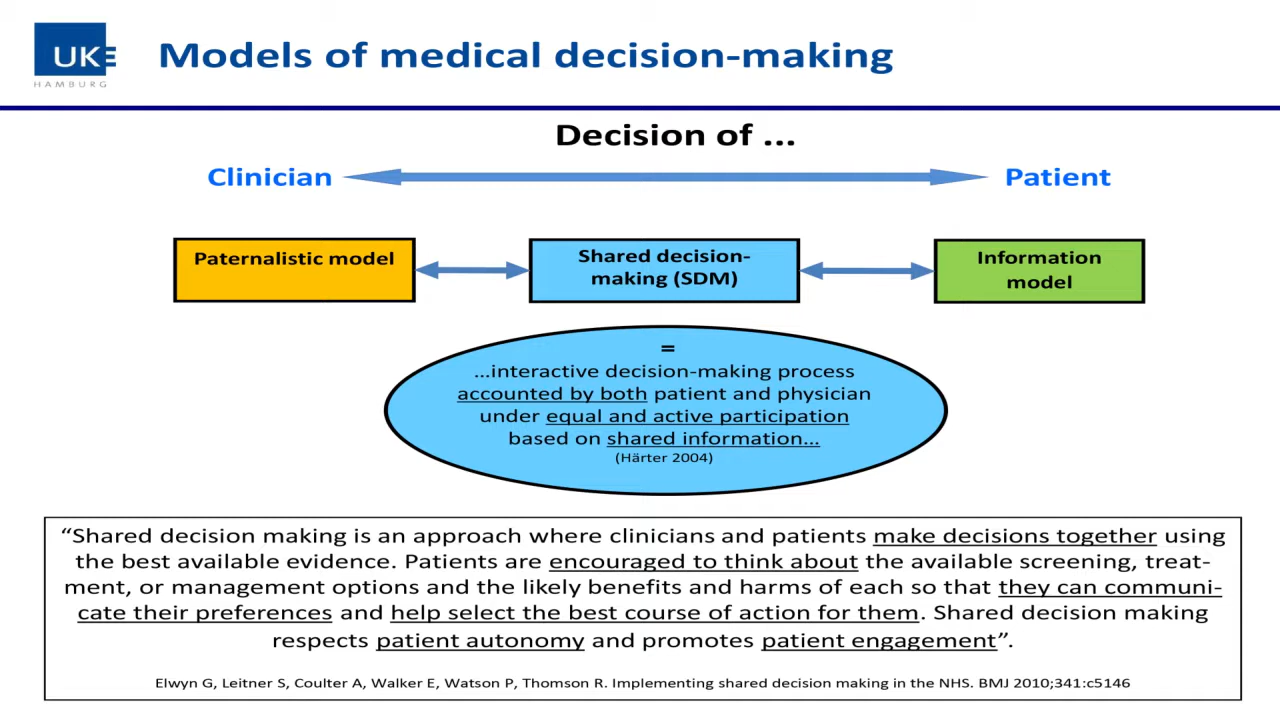 UKE
HAMBURG
Models of medical decision-making
Decision of ...
Clinician
Patient
Paternalistic model
Shared decision-
making (SDM)
Information
model
=
...interactive decision-making process
accounted by both patient and physician
under equal and active participation
based on shared information...
(Härter 2004)
“Shared decision making is an approach where clinicians and patients make decisions together using
the best available evidence. Patients are encouraged to think about the available screening, treat-
ment, or management options and the likely benefits and harms of each so that they can communi-
cate their preferences and help select the best course of action for them. Shared decision making
respects patient autonomy and promotes patient engagement”.
Elwyn G, Leitner S, Coulter A, Walker E, Watson P, Thomson R. Implementing shared decision making in the NHS. BMJ 2010;341:c5146